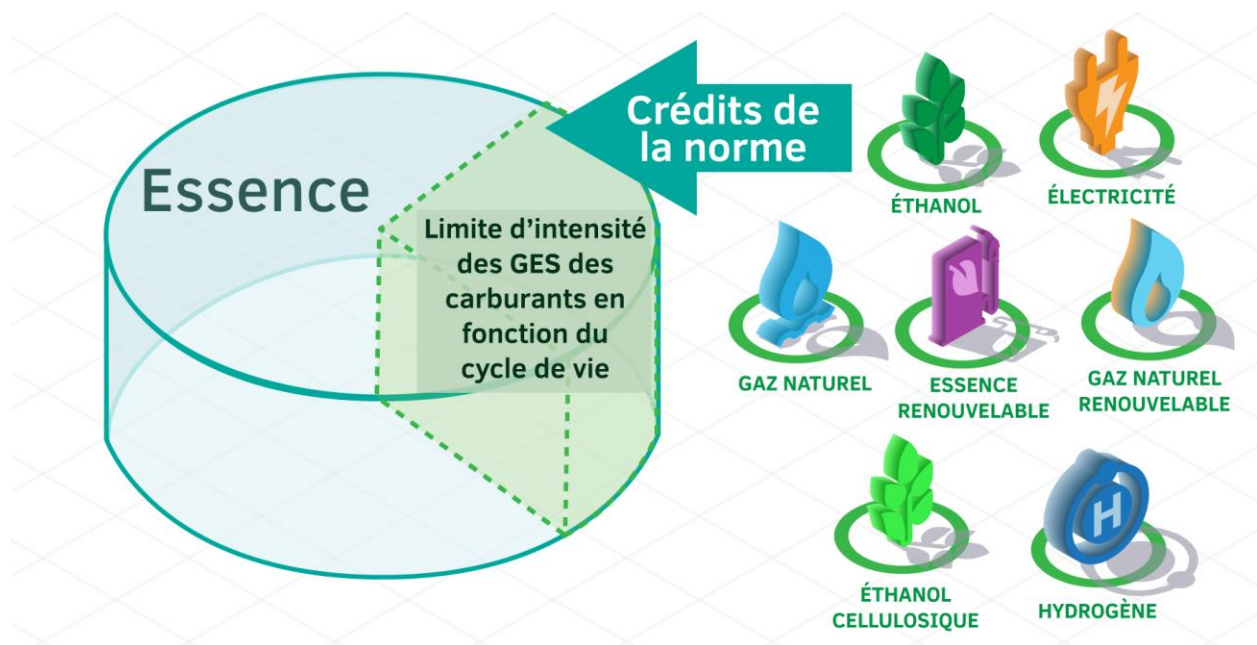 Essence
Crédits de
la norme
Limite d'intensité
des GES des
carburants en
fonction du
cycle de vie
ÉTHANOL
ÉLECTRICITÉ
GAZ NATUREL
ESSENCE
RENOUVELABLE
GAZ NATUREL
RENOUVELABLE
ÉTHANOL
CELLULOSIQUE
H
HYDROGÈNE